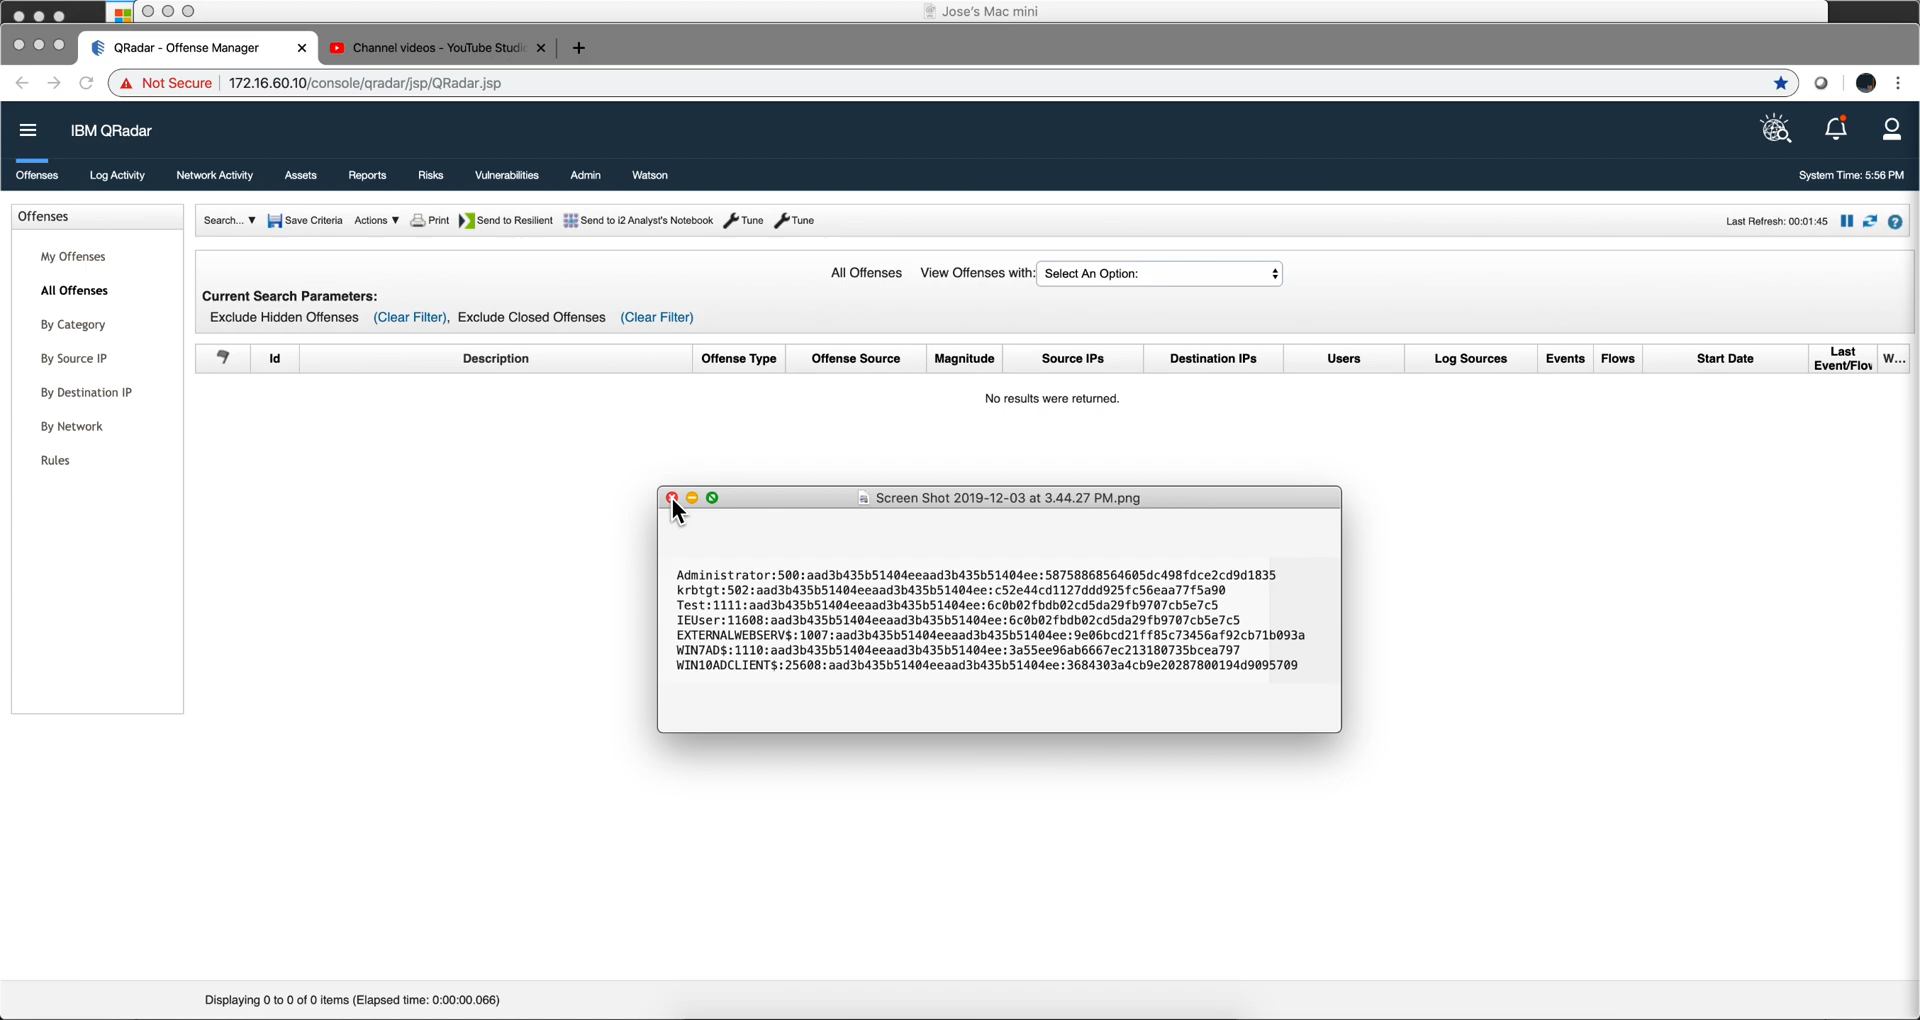 Jose's Mac mini
QRadar - Offense Manager
Channel videos - YouTube Studi
Not Secure
172.16.60.10/console/qradar/jsp/QRadar.jsp
IBM QRadar
Offenses Log Activity Network Activity Assets Reports Risks Vulnerabilities Admin Watson
System Time: 5:56 PM
Offenses
My Offenses
All Offenses
By Category
By Source IP
By Destination IP
By Network
Rules
Search... ▼ Save Criteria Actions ▼ Print Send to Resilient Send to i2 Analyst's Notebook Tune Tune
Last Refresh: 00:01:45
All Offenses View Offenses with: Select An Option:
Current Search Parameters:
Exclude Hidden Offenses (Clear Filter), Exclude Closed Offenses (Clear Filter)
Id Description Offense Type Offense Source Magnitude Source IPs Destination IPs Users Log Sources Events Flows Start Date Last Event/Flow W...
No results were returned.
Screen Shot 2019-12-03 at 3.44.27 PM.png
Administrator:500:aad3b435b51404eeaad3b435b51404ee:58758868564605dc498fdce2cd9d1835
krbtgt:502:aad3b435b51404eeaad3b435b51404ee:c52e44cd1127ddd925fc56eaa77f5a90
Test:1111:aad3b435b51404eeaad3b435b51404ee:6c0b02fbdb02cd5da29fb9707cb5e7c5
IEUser:11608:aad3b435b51404eeaad3b435b51404ee:6c0b02fbdb02cd5da29fb9707cb5e7c5
EXTERNALWEBSERV$:1007:aad3b435b51404eeaad3b435b51404ee:9e06bcd21ff85c73456af92cb71b093a
WIN7AD$:1110:aad3b435b51404eeaad3b435b51404ee:3a55ee96ab6667ec213180735bcea797
WIN10ADCLIENT$:25608:aad3b435b51404eeaad3b435b51404ee:3684303a4cb9e20287800194d9095709
Displaying 0 to 0 of 0 items (Elapsed time: 0:00:00.066)